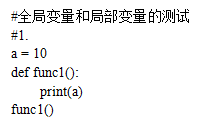 #全局变量和局部变量的测试
#1.
a = 10
def func1():
    print(a)
func1()